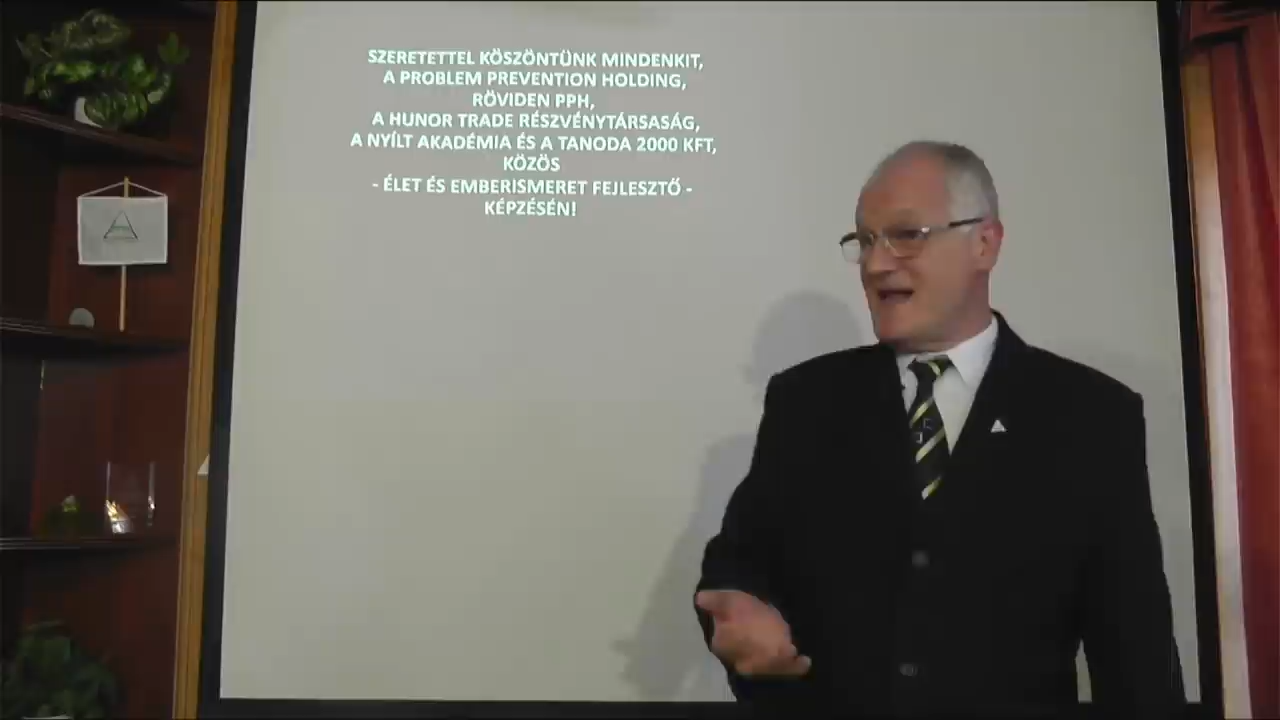 SZERETETTEL KÖSZÖNTÜNK MINDENKIT,
A PROBLEM PREVENTION HOLDING,
RÖVIDEN PPH,
A HUNOR TRADE RÉSZVÉNYTÁRSASÁG,
A NYÍLT AKADÉMIA ÉS A TANODA 2000 KFT,
KÖZÖS
- ÉLET ÉS EMBERISMERET FEJLESZTŐ -
KÉPZÉSÉN!